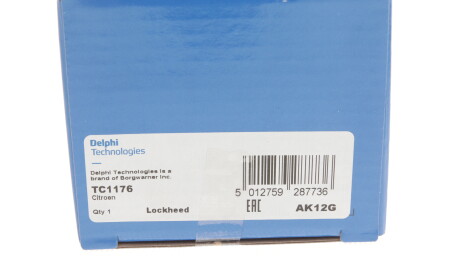 Delphi
Technologies
Delphi Technologies is a
brand of Borgwarner Inc.
TC1176
Citroen
Qty 1
Lockheed
5 012759 287736
EAC
AK12G